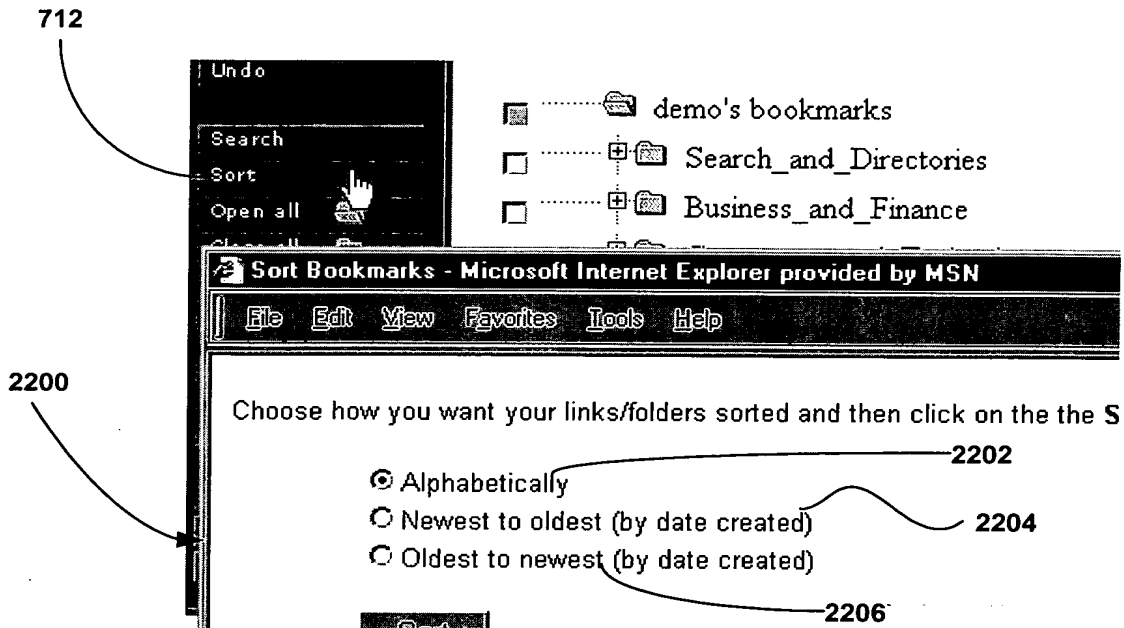 712
Undo
demo's bookmarks
Search
Search_and_Directories
Sort
Open all
Business_and_Finance
Sort Bookmarks - Microsoft Internet Explorer provided by MSN
File Edit View Favorites Tools Help
2200
Choose how you want your links/folders sorted and then click on the the S
2202
Alphabetically
Newest to oldest (by date created)
2204
Oldest to newest (by date created)
2206